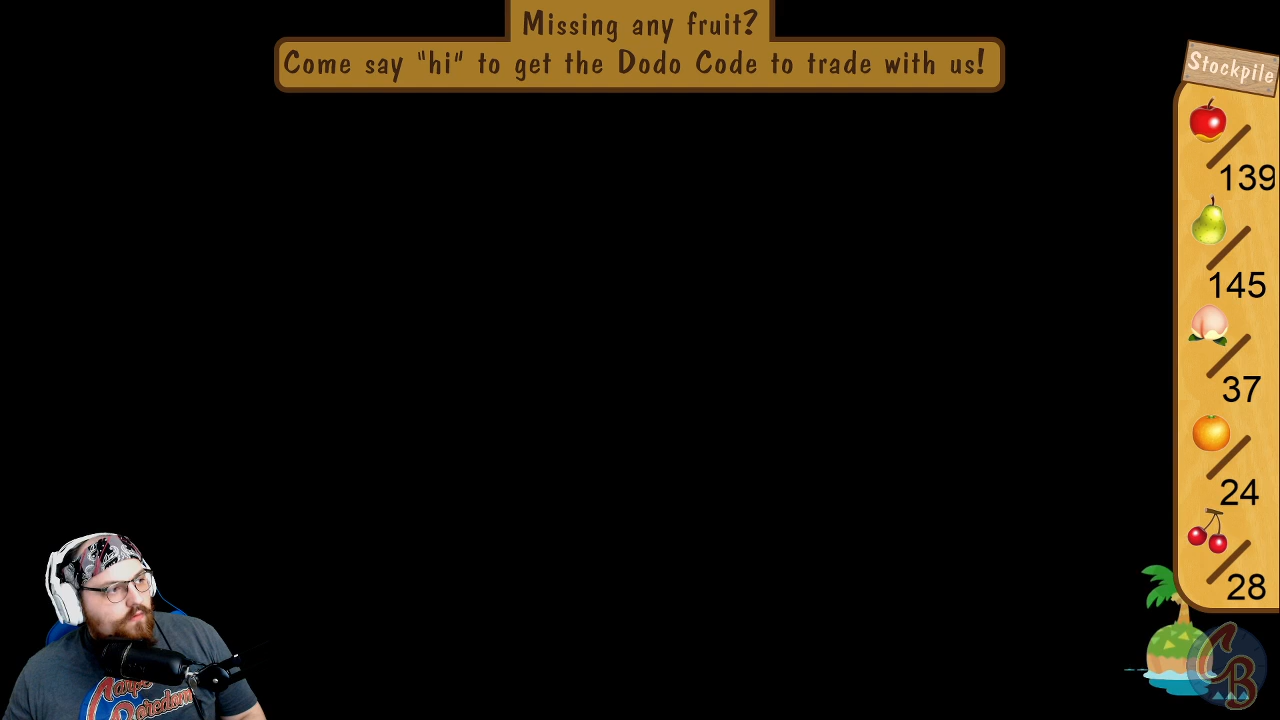 Missing any fruit?
Come say "hi" to get the Dodo Code to trade with us!
Stockpile
139
145
37
24
28
CB